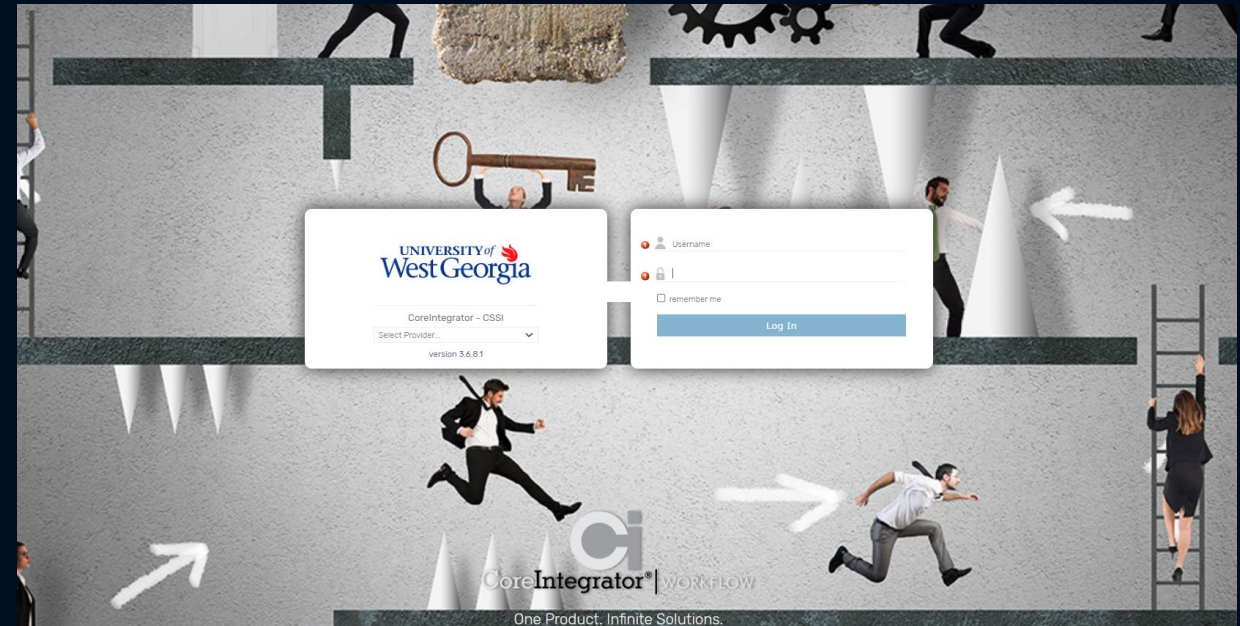 UNIVERSITY of
West Georgia
CoreIntegrator - CSSI
Select Provider...
version 3.6.8.1
Username
remember me
Log In
Ci
CoreIntegrator® | WORKFLOW
One Product. Infinite Solutions.